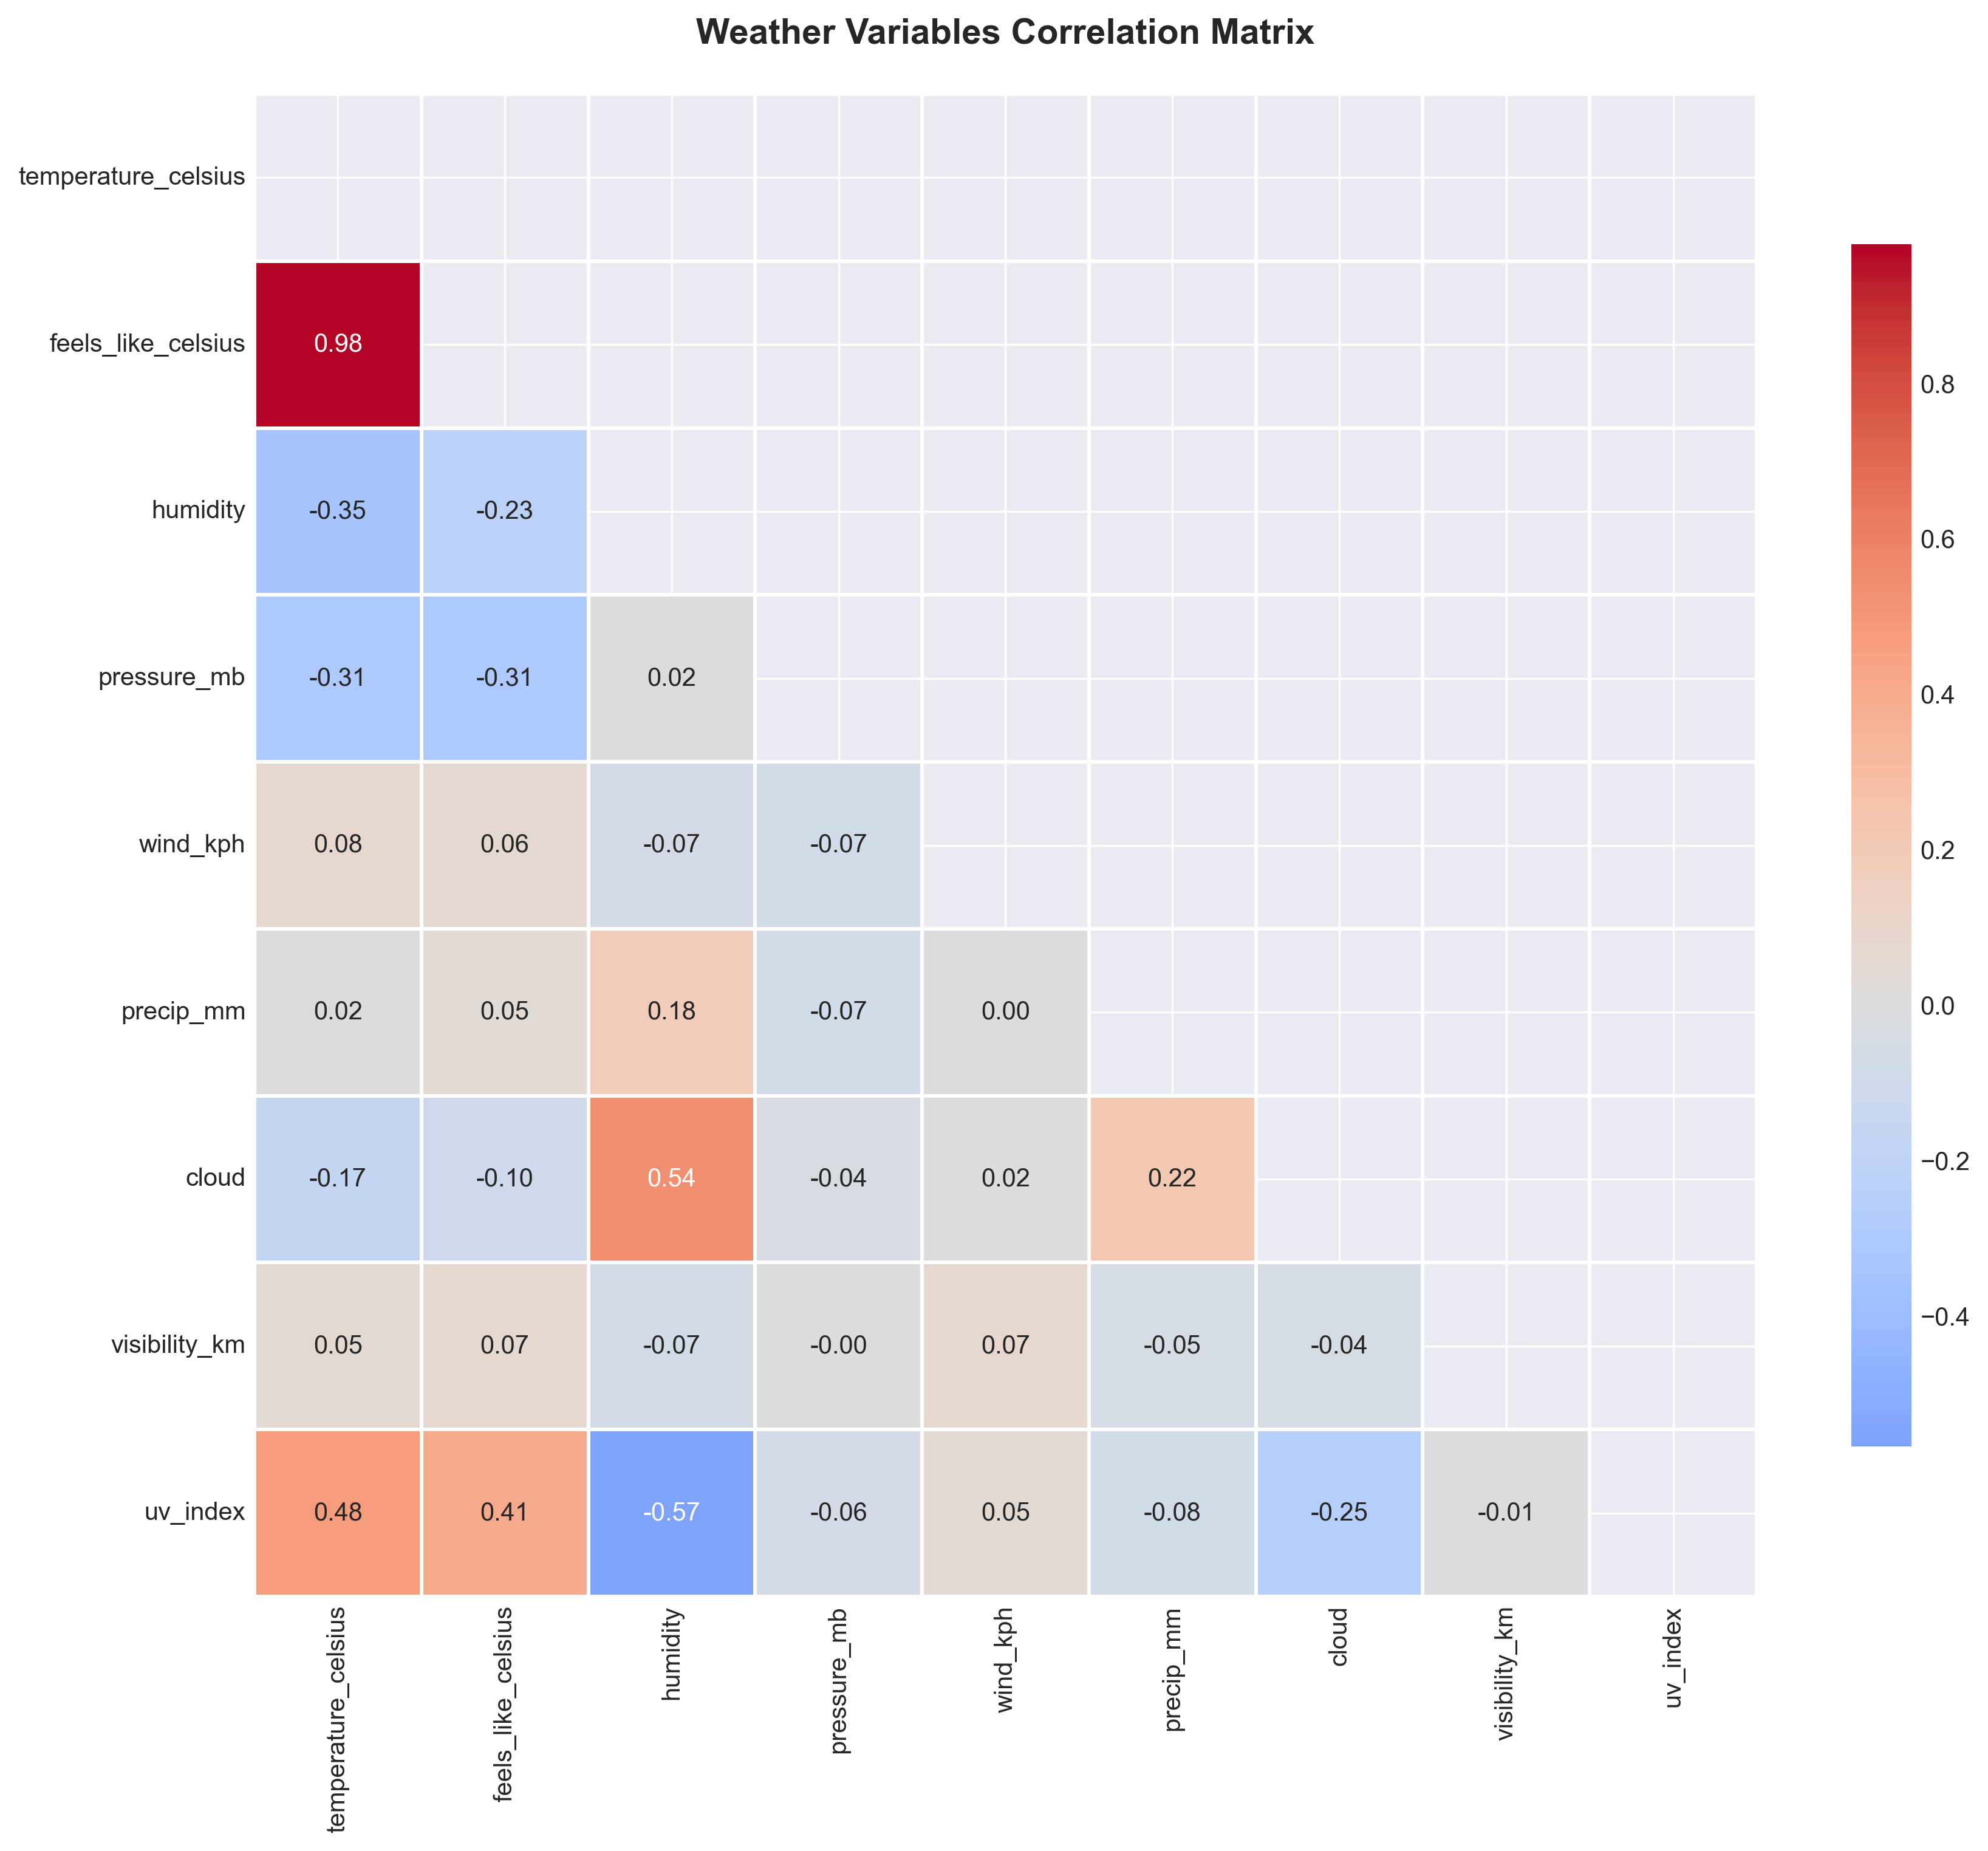 Weather Variables Correlation Matrix
temperature_celsius
feels_like_celsius 0.98
humidity -0.35 -0.23
pressure_mb -0.31 -0.31 0.02
wind_kph 0.08 0.06 -0.07 -0.07
precip_mm 0.02 0.05 0.18 -0.07 0.00
cloud -0.17 -0.10 0.54 -0.04 0.02 0.22
visibility_km 0.05 0.07 -0.07 -0.00 0.07 -0.05 -0.04
uv_index 0.48 0.41 -0.57 -0.06 0.05 -0.08 -0.25 -0.01
temperature_celsius
feels_like_celsius
humidity
pressure_mb
wind_kph
precip_mm
cloud
visibility_km
uv_index
0.8
0.6
0.4
0.2
0.0
−0.2
−0.4